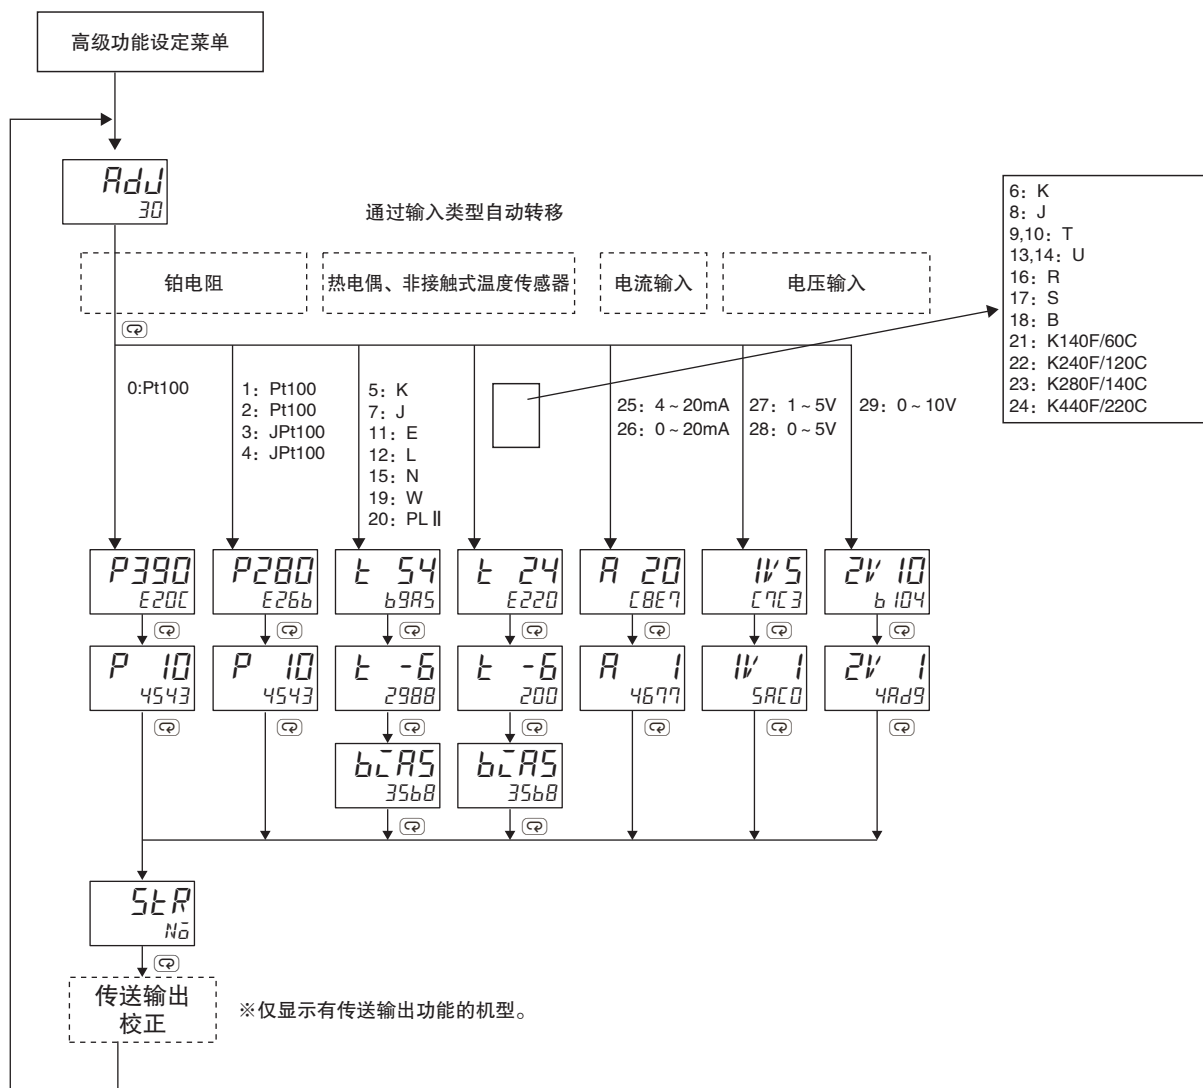 高级功能设定菜单
AdJ
30
通过输入类型自动转移
铂电阻
热电偶、非接触式温度传感器
电流输入
电压输入
6：K
8：J
9,10：T
13,14：U
16：R
17：S
18：B
21：K140F/60C
22：K240F/120C
23：K280F/140C
24：K440F/220C
0:Pt100
1：Pt100
2：Pt100
3：JPt100
4：JPt100
5：K
7：J
11：E
12：L
15：N
19：W
20：PLⅡ
25：4～20mA
26：0～20mA
27：1～5V
28：0～5V
29：0～10V
P390
E20C
P280
E26b
t 54
b9A5
t 24
E220
A 20
C8E7
1V 5
C7C3
2V 10
b104
P 10
4543
P 10
4543
t -6
2988
t -6
200
A 1
4677
1V 1
5AC0
2V 1
4Ad9
biAS
35b8
biAS
35b8
StR
No
传送输出
校正
※仅显示有传送输出功能的机型。